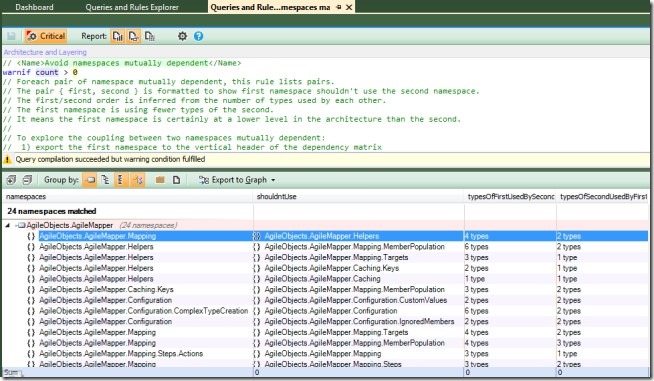 Dashboard Queries and Rules Explorer Queries and Rule...mespaces ma
Critical Report:
Architecture and Layering
// <Name>Avoid namespaces mutually dependent</Name>
warnif count > 0
// Foreach pair of namespace mutually dependent, this rule lists pairs.
// The pair { first, second } is formatted to show first namespace shouldn't use the second namespace.
// The first/second order is inferred from the number of types used by each other.
// The first namespace is using fewer types of the second.
// It means the first namespace is certainly at a lower level in the architecture than the second.
//
// To explore the coupling between two namespaces mutually dependent:
// 1) export the first namespace to the vertical header of the dependency matrix
Query compilation succeeded but warning condition fulfilled
Group by: Export to Graph
namespaces shouldntUse typesOfFirstUsedBySecond typesOfSecondUsedByFirst
24 namespaces matched
AgileObjects.AgileMapper (24 namespaces)
{ } AgileObjects.AgileMapper.Mapping { } AgileObjects.AgileMapper.Helpers 4 types 2 types
{ } AgileObjects.AgileMapper.Helpers { } AgileObjects.AgileMapper.Mapping.MemberPopulation 6 types 2 types
{ } AgileObjects.AgileMapper.Helpers { } AgileObjects.AgileMapper.Mapping.Targets 3 types 1 type
{ } AgileObjects.AgileMapper.Helpers { } AgileObjects.AgileMapper.Caching.Keys 2 types 1 type
{ } AgileObjects.AgileMapper.Helpers { } AgileObjects.AgileMapper.Caching 1 types 1 type
{ } AgileObjects.AgileMapper.Caching.Keys { } AgileObjects.AgileMapper.Mapping.MemberPopulation 3 types 2 types
{ } AgileObjects.AgileMapper.Configuration { } AgileObjects.AgileMapper.Configuration.CustomValues 2 types 2 types
{ } AgileObjects.AgileMapper.Configuration.ComplexTypeCreation { } AgileObjects.AgileMapper.Configuration 6 types 2 types
{ } AgileObjects.AgileMapper.Configuration { } AgileObjects.AgileMapper.Configuration.IgnoredMembers 2 types 2 types
{ } AgileObjects.AgileMapper.Mapping { } AgileObjects.AgileMapper.Mapping.Targets 4 types 2 types
{ } AgileObjects.AgileMapper.Mapping { } AgileObjects.AgileMapper.Mapping.MemberPopulation 4 types 3 types
{ } AgileObjects.AgileMapper.Mapping.Steps.Actions { } AgileObjects.AgileMapper.Mapping 3 types 1 type
{ } AgileObjects.AgileMapper.Mapping { } AgileObjects.AgileMapper.Mapping.Steps 2 types 3 types
Sum: 0 0 0